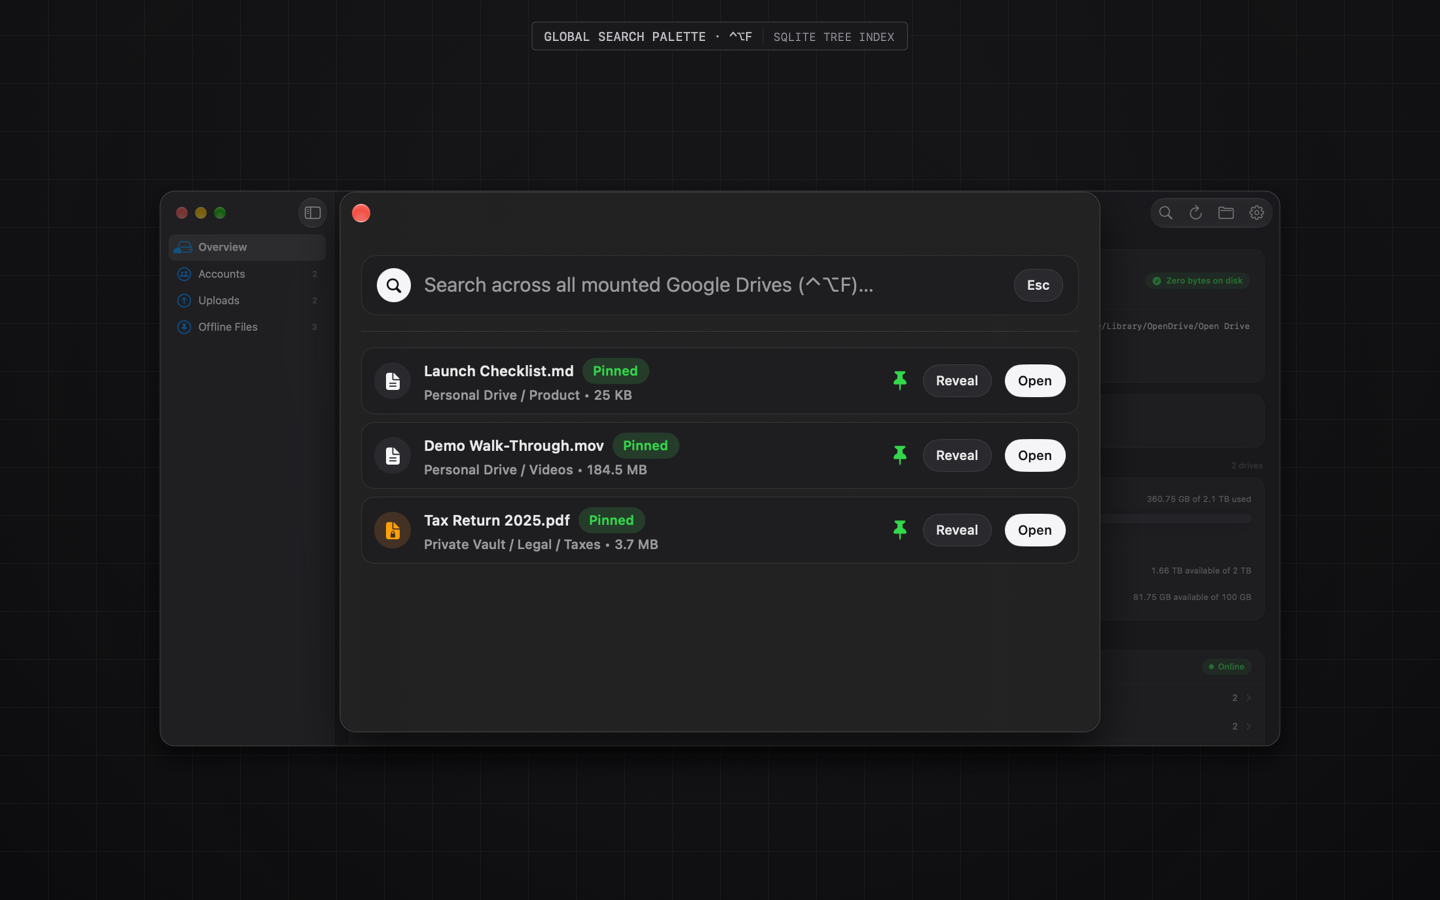 GLOBAL SEARCH PALETTE · ^⌥F | SQLITE TREE INDEX
Overview
Accounts 2
Uploads 2
Offline Files 3
Search across all mounted Google Drives (^⌥F)...
Esc
Launch Checklist.md Pinned
Personal Drive / Product • 25 KB
Reveal
Open
Demo Walk-Through.mov Pinned
Personal Drive / Videos • 184.5 MB
Reveal
Open
Tax Return 2025.pdf Pinned
Private Vault / Legal / Taxes • 3.7 MB
Reveal
Open
Zero bytes on disk
/Library/OpenDrive/Open Drive
2 drives
360.75 GB of 2.1 TB used
1.66 TB available of 2 TB
81.75 GB available of 100 GB
Online
2
2